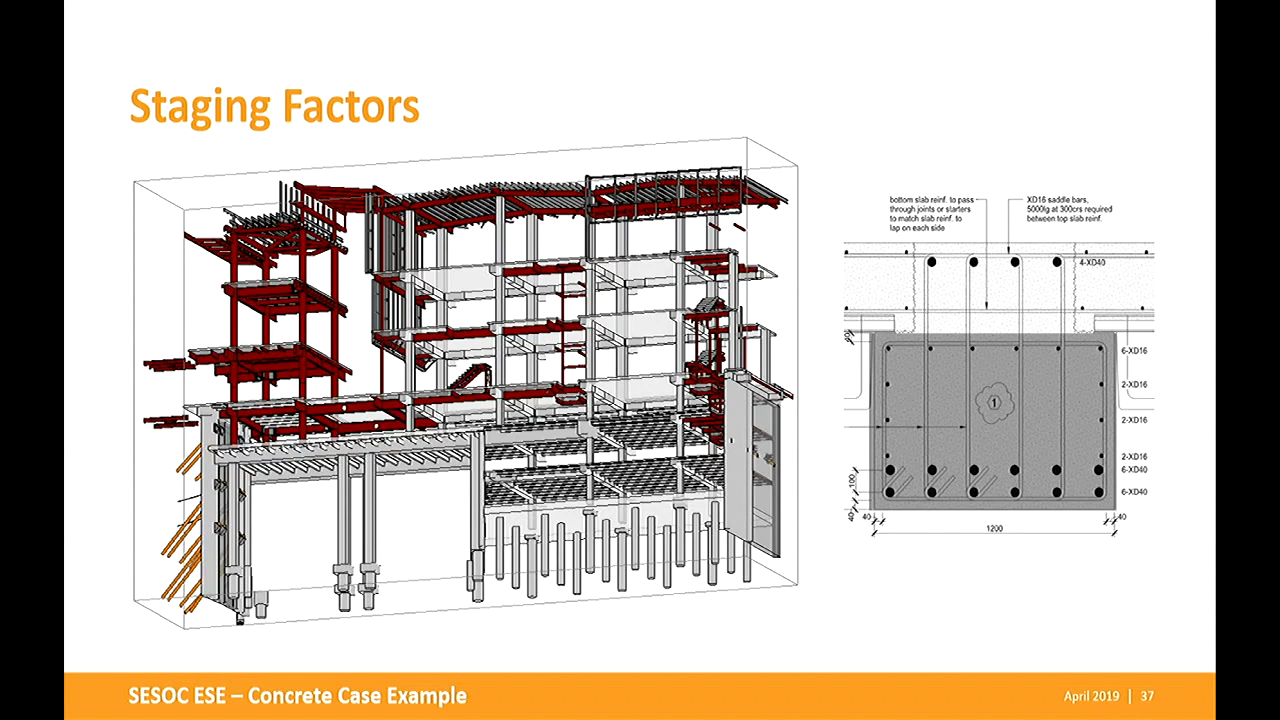 Staging Factors
bottom slab reinf. to pass
through joints or starters
to match slab reinf. to
lap on each side
XD16 saddle bars,
5000lg at 300crs required
between top slab reinf.
4-XD40
6-XD16
2-XD16
1
2-XD16
2-XD16
6-XD40
6-XD40
100
40
40
40
1200
SESOC ESE – Concrete Case Example
April 2019 | 37